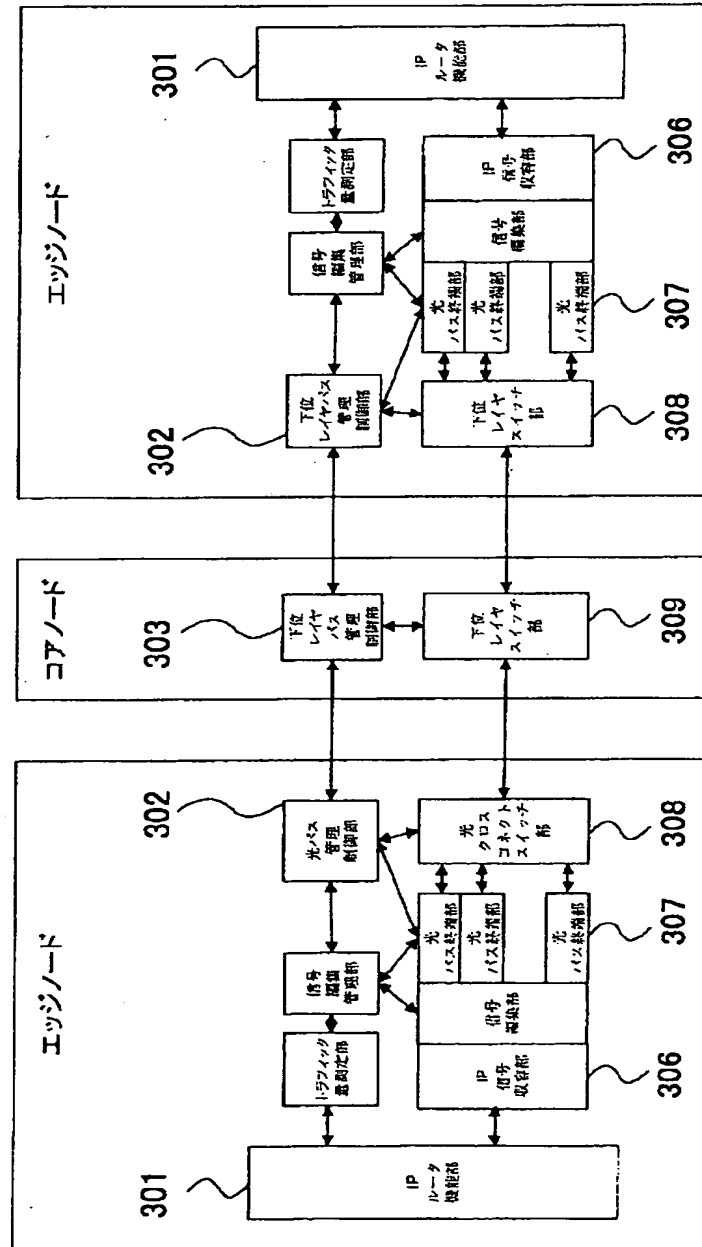 エッジノード
301
IP
ルータ
機能部
トラフィック
量測定部
信号
編集
管理部
302
光パス
管理
制御部
IP
信号
収容部
306
信号
編集部
光
パス終端部
光
パス終端部
光
パス終端部
307
光
クロス
コネクト
スイッチ
部
308
コアノード
303
下位
レイヤ
パス
管理
制御部
下位
レイヤ
スイッチ
部
309
エッジノード
302
下位
レイヤパス
管理
制御部
信号
編集
管理部
トラフィック
量測定部
301
IP
ルータ
機能部
下位
レイヤ
スイッチ
部
308
光
パス終端部
光
パス終端部
光
パス終端部
307
信号
編集部
IP
信号
収容部
306